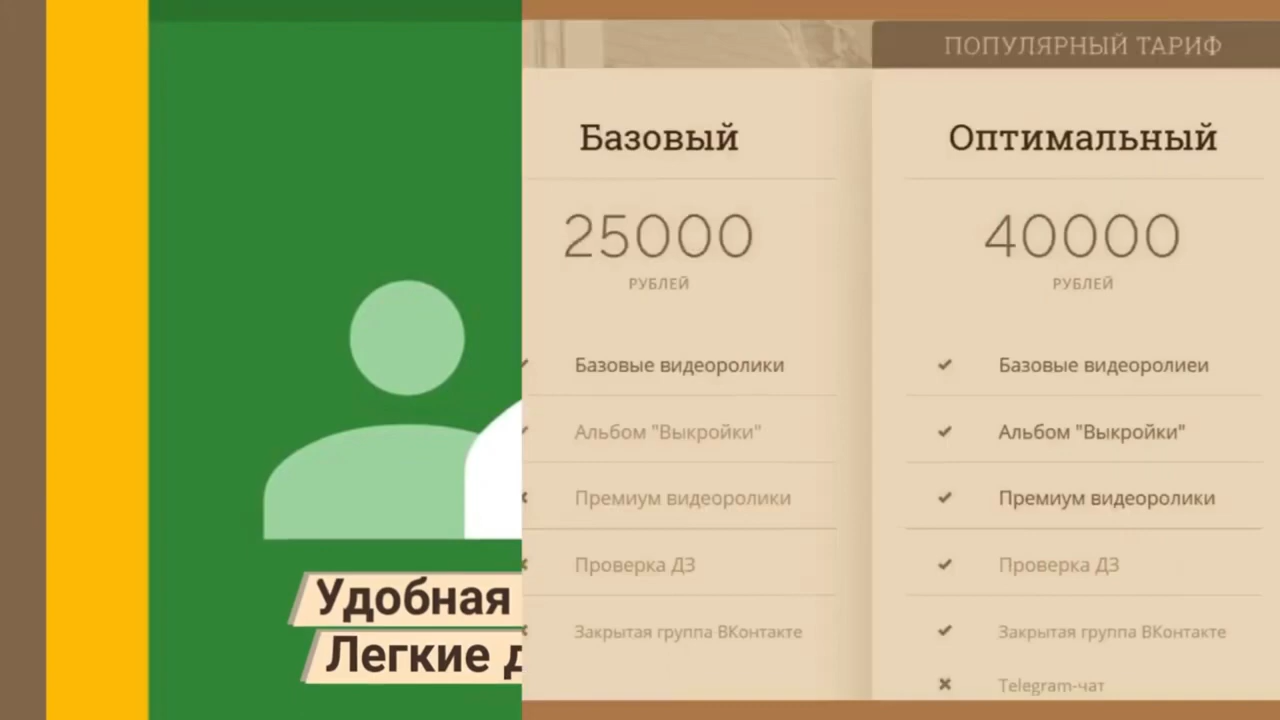 ПОПУЛЯРНЫЙ ТАРИФ
Базовый
25000
РУБЛЕЙ
Базовые видеоролики
Альбом "Выкройки"
Премиум видеоролики
Проверка ДЗ
Закрытая группа ВКонтакте
Оптимальный
40000
РУБЛЕЙ
Базовые видеоролиеи
Альбом "Выкройки"
Премиум видеоролики
Проверка ДЗ
Закрытая группа ВКонтакте
Telegram-чат
Удобная
Легкие